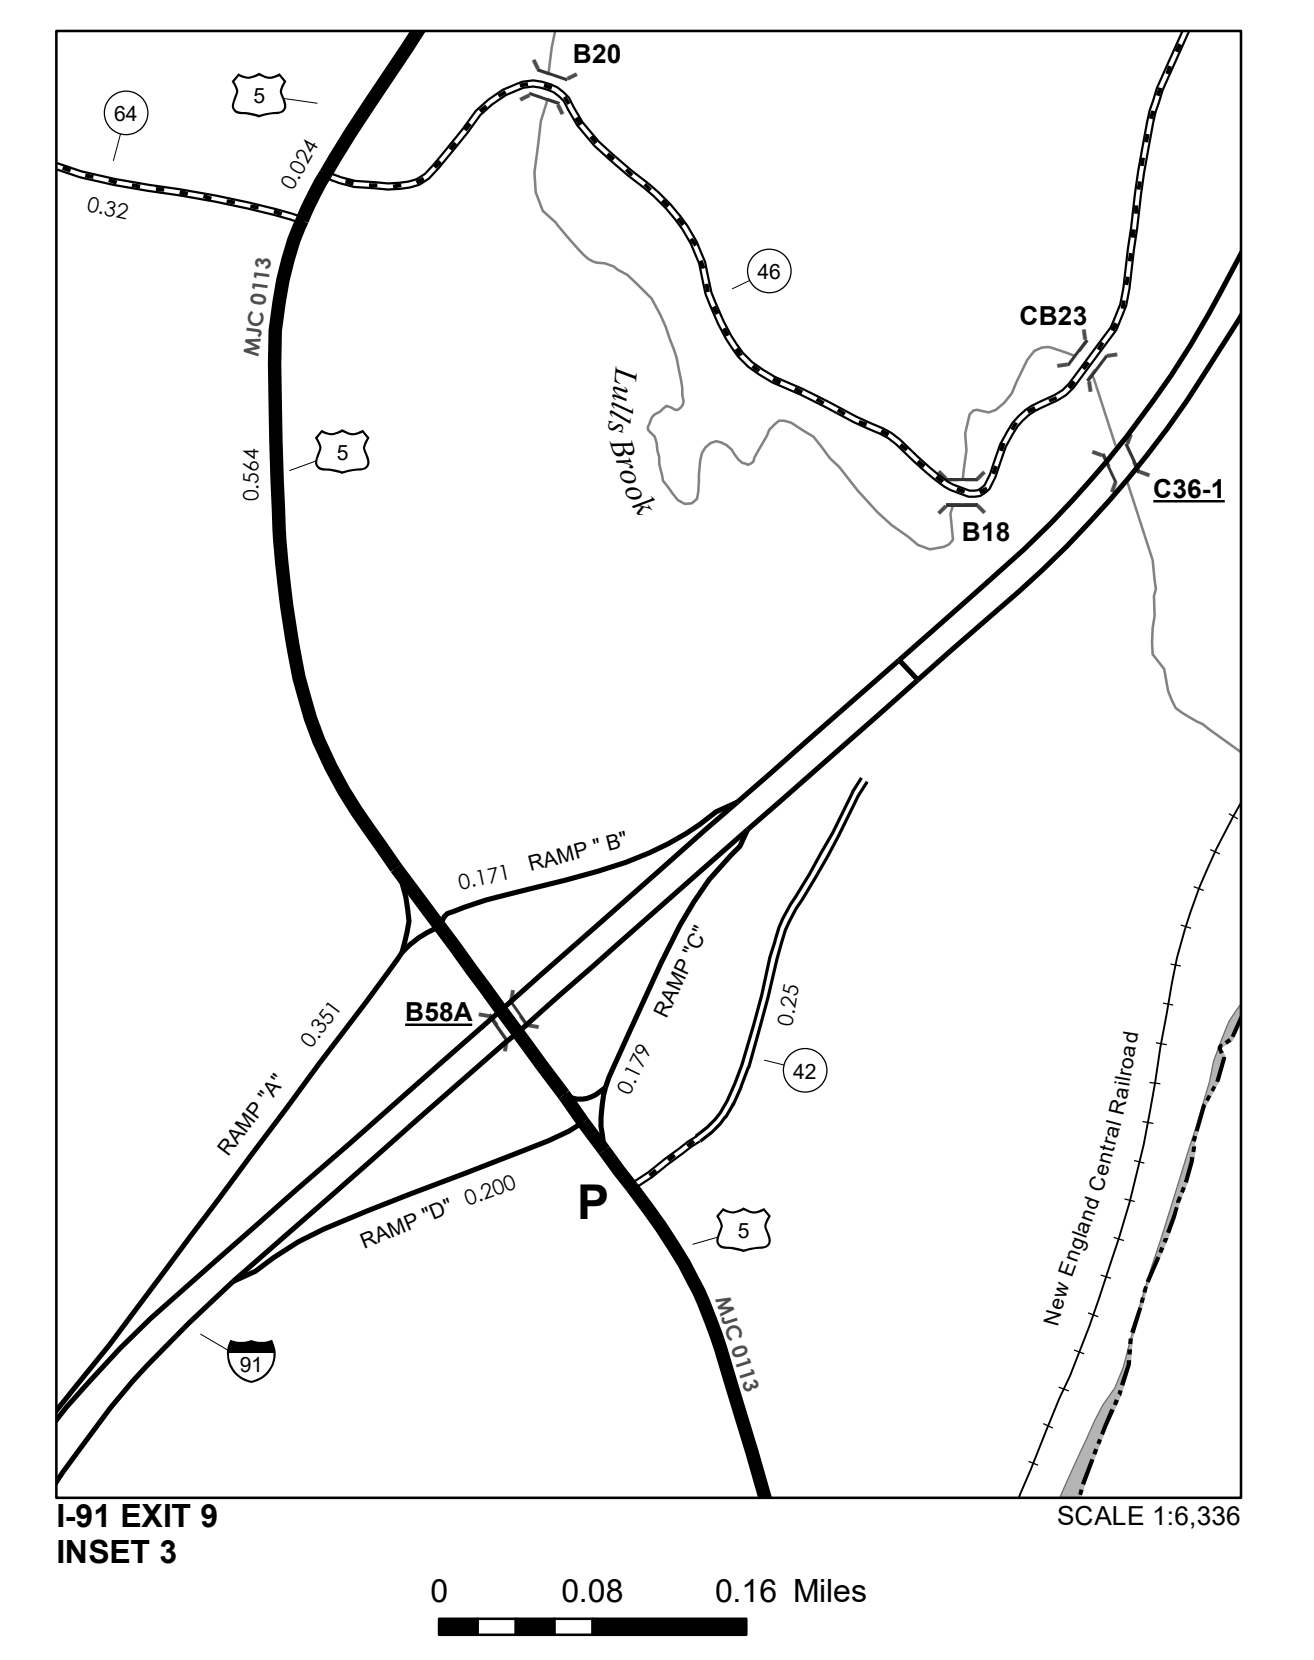 B20
5
64
0.024
0.32
MJC 0113
46
CB23
Lulls Brook
5
0.564
C36-1
B18
0.171 RAMP " B"
RAMP "C"
B58A
0.25
0.351
0.179
42
RAMP "A"
New England Central Railroad
RAMP "D" 0.200
P
5
MJC 0113
91
I-91 EXIT 9
SCALE 1:6,336
INSET 3
0 0.08 0.16 Miles